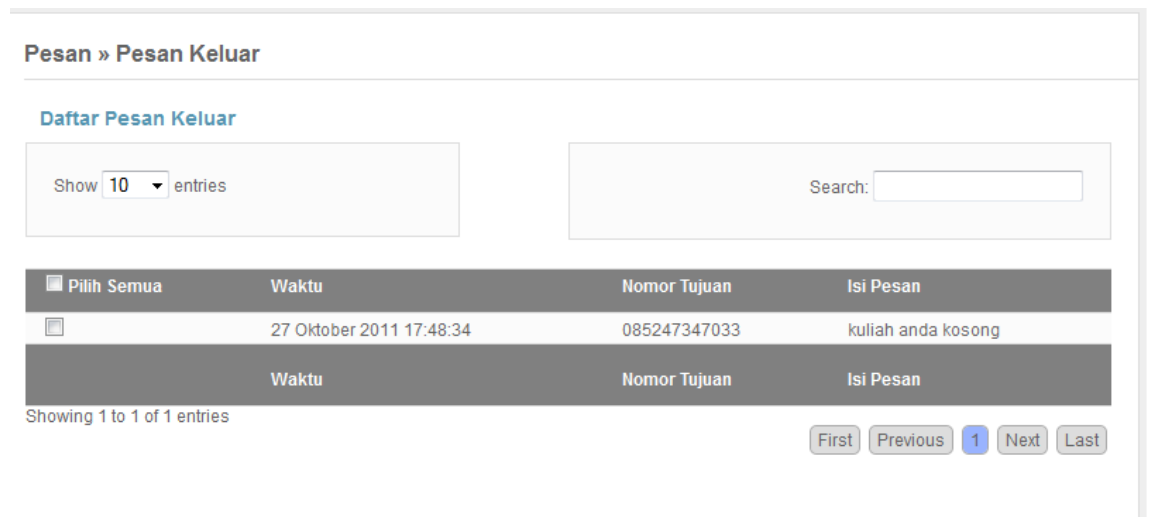 Pesan » Pesan Keluar
Daftar Pesan Keluar
Show 10 entries
Search:
Pilih Semua Waktu Nomor Tujuan Isi Pesan
27 Oktober 2011 17:48:34 085247347033 kuliah anda kosong
Waktu Nomor Tujuan Isi Pesan
Showing 1 to 1 of 1 entries
First Previous 1 Next Last